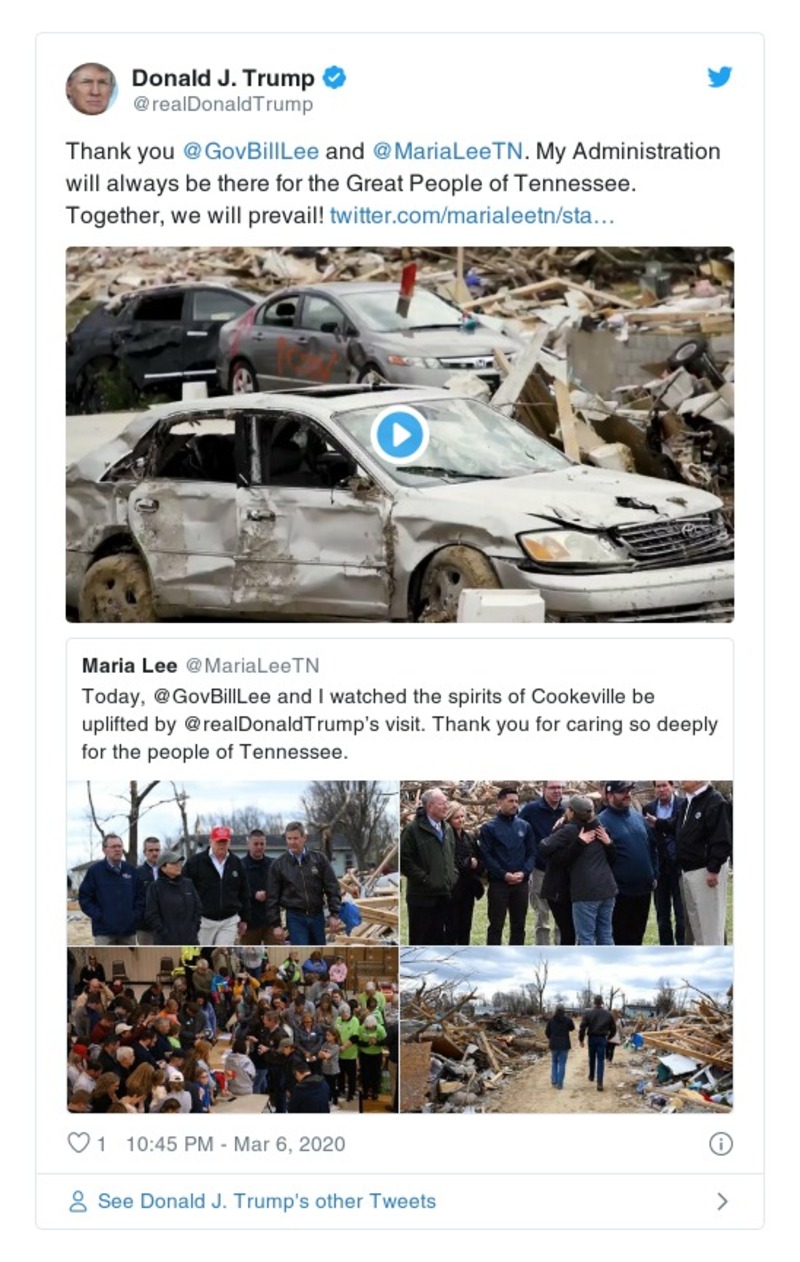 Donald J. Trump
@realDonaldTrump
Thank you @GovBillLee and @MariaLeeTN. My Administration
will always be there for the Great People of Tennessee.
Together, we will prevail! twitter.com/marialeetn/sta…
Maria Lee @MariaLeeTN
Today, @GovBillLee and I watched the spirits of Cookeville be
uplifted by @realDonaldTrump’s visit. Thank you for caring so deeply
for the people of Tennessee.
1 10:45 PM - Mar 6, 2020
See Donald J. Trump's other Tweets